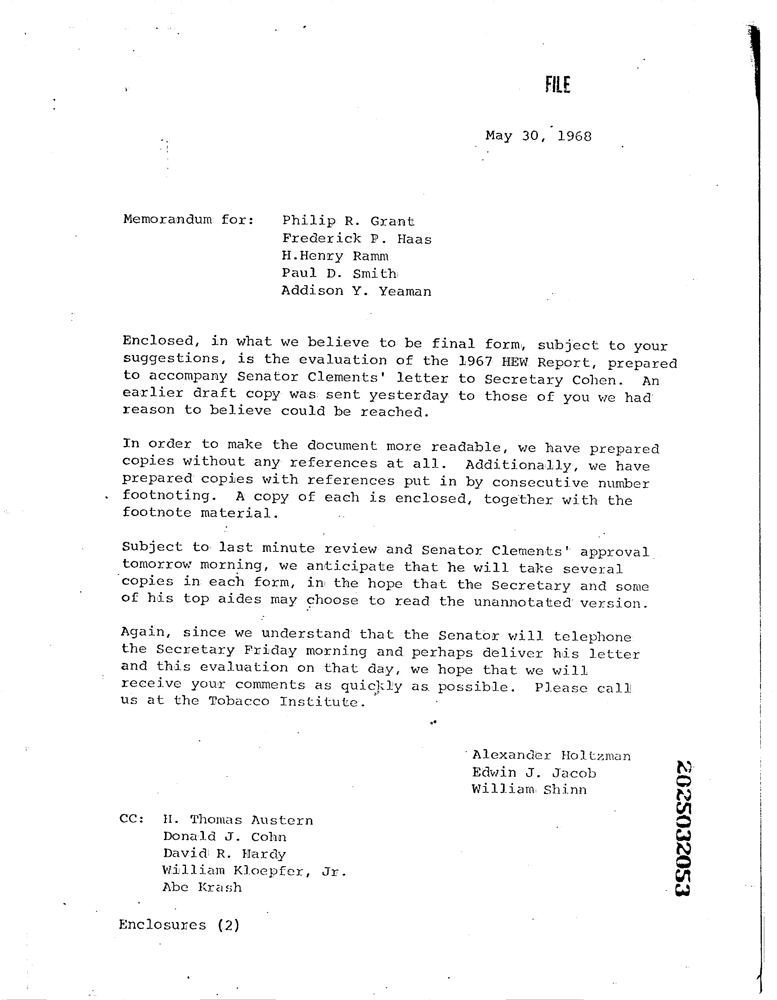 FILE
May 30, 1968
Memorandum for: Philip R. Grant
Frederick P. Haas
H.Henry Ramm
Paul D. Smith
Addison Y. Yeaman
Enclosed, in what we believe to be final form, subject to your
suggestions, is the evaluation of the 1967 HEW Report, prepared
to accompany Senator Clements' letter to Secretary Cohen. An
earlier draft copy was sent yesterday to those of you we had
reason to believe could be reached.
In order to make the document more readable, we have prepared
copies without any references at all. Additionally, we have
prepared copies with references put in by consecutive number
footnoting. A copy of each is enclosed, together with the
footnote material.
Subject to last minute review and Senator Clements' approval
tomorrow morning, we anticipate that he will take several
copies in each form, in the hope that the Secretary and some
of his top aides may choose to read the unannotated version.
Again, since we understand that the Senator will telephone
the Secretary Friday morning and perhaps deliver his letter
and this evaluation on that day, we hope that we will
receive your comments as quickly as possible. Please call
us at the Tobacco Institute.
Alexander Holtzman
Edwin J. Jacob
William Shinn
CC: H. Thomas Austern
Donald J. Cohn
David R. Hardy
William Kloepfer, Jr.
Abe Krash
Enclosures (2)
2025032053